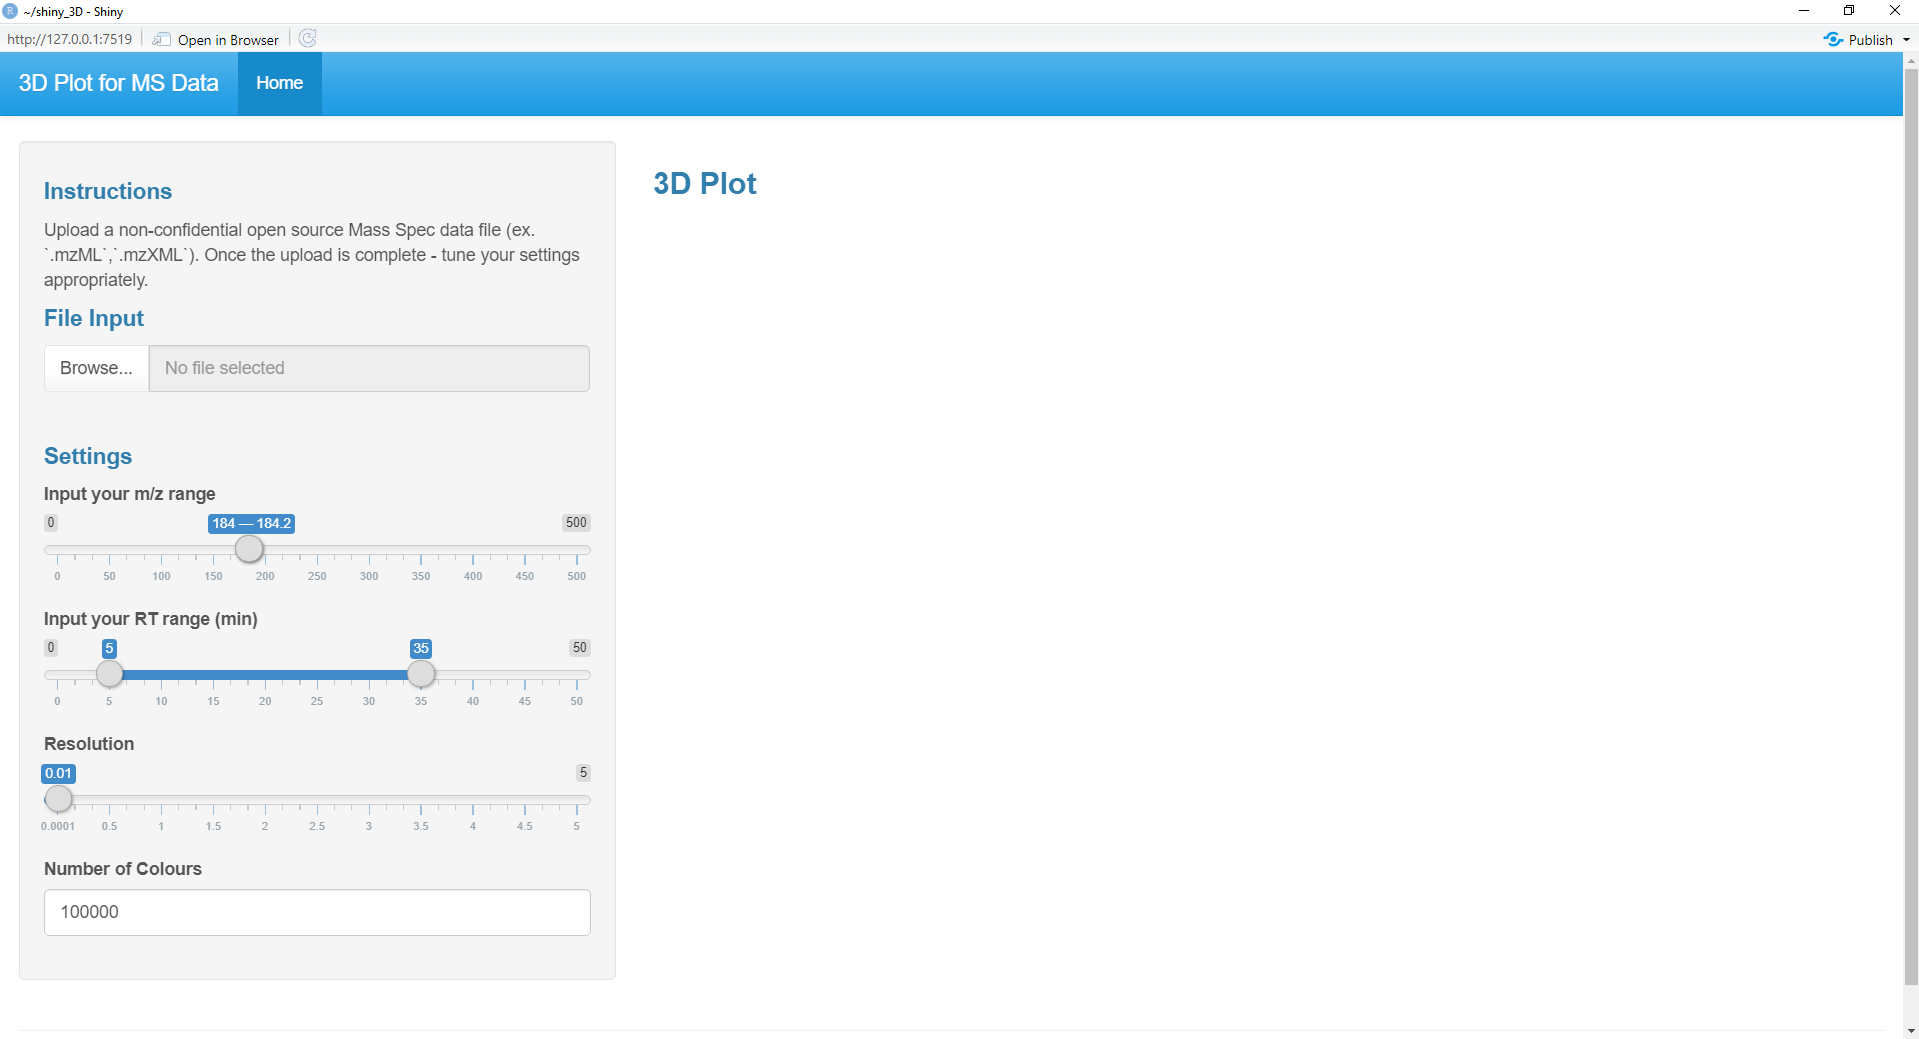 R ~/shiny_3D - Shiny
http://127.0.0.1:7519 Open in Browser Publish
3D Plot for MS Data Home
Instructions
Upload a non-confidential open source Mass Spec data file (ex.
`.mzML`,`.mzXML`). Once the upload is complete - tune your settings
appropriately.
File Input
Browse... No file selected
Settings
Input your m/z range
0 184 — 184.2 500
0 50 100 150 200 250 300 350 400 450 500
Input your RT range (min)
0 5 35 50
0 5 10 15 20 25 30 35 40 45 50
Resolution
0.01 5
0.0001 0.5 1 1.5 2 2.5 3 3.5 4 4.5 5
Number of Colours
100000
3D Plot